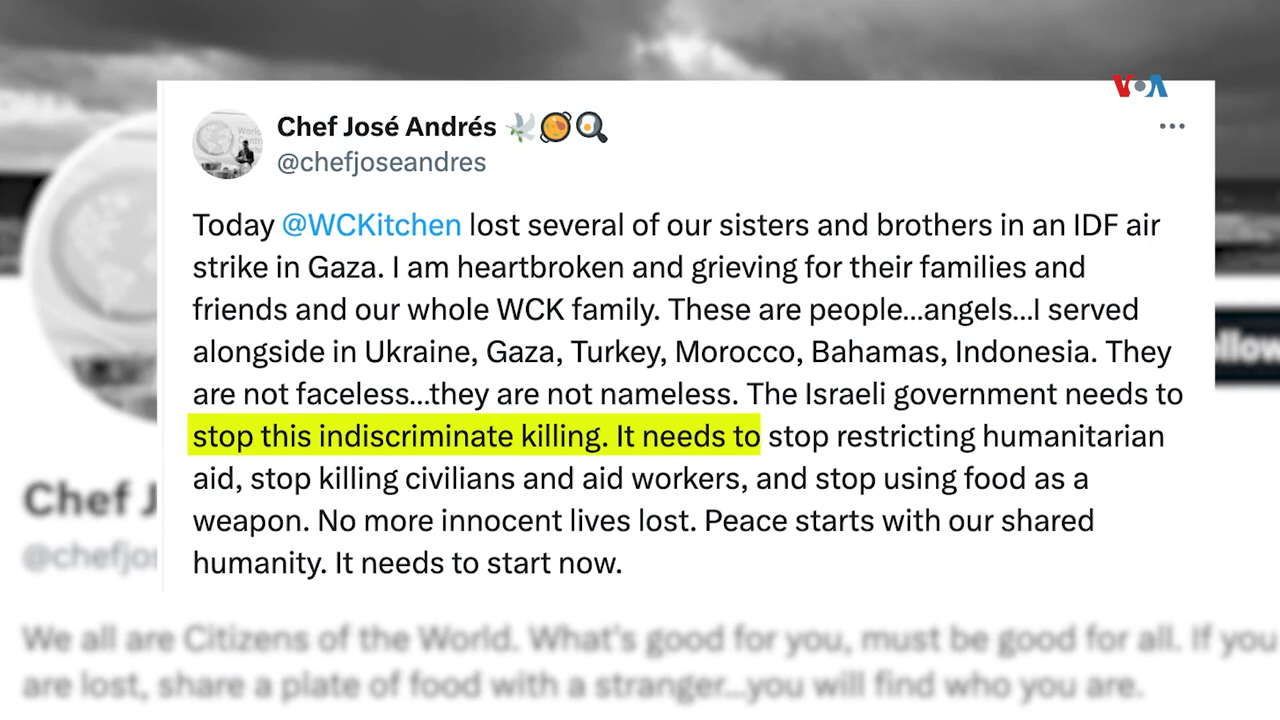 VOA
Chef José Andrés
@chefjoseandres
Today @WCKitchen lost several of our sisters and brothers in an IDF air
strike in Gaza. I am heartbroken and grieving for their families and
friends and our whole WCK family. These are people...angels...I served
alongside in Ukraine, Gaza, Turkey, Morocco, Bahamas, Indonesia. They
are not faceless...they are not nameless. The Israeli government needs to
stop this indiscriminate killing. It needs to stop restricting humanitarian
aid, stop killing civilians and aid workers, and stop using food as a
weapon. No more innocent lives lost. Peace starts with our shared
humanity. It needs to start now.
Chef J
@chefjo
We all are Citizens of the World. What's good for you, must be good for all. If you
are lost, share a plate of food with a stranger...you will find who you are.